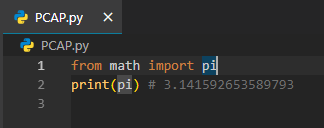 PCAP.py
PCAP.py
1 from math import pi
2 print(pi) # 3.141592653589793
3